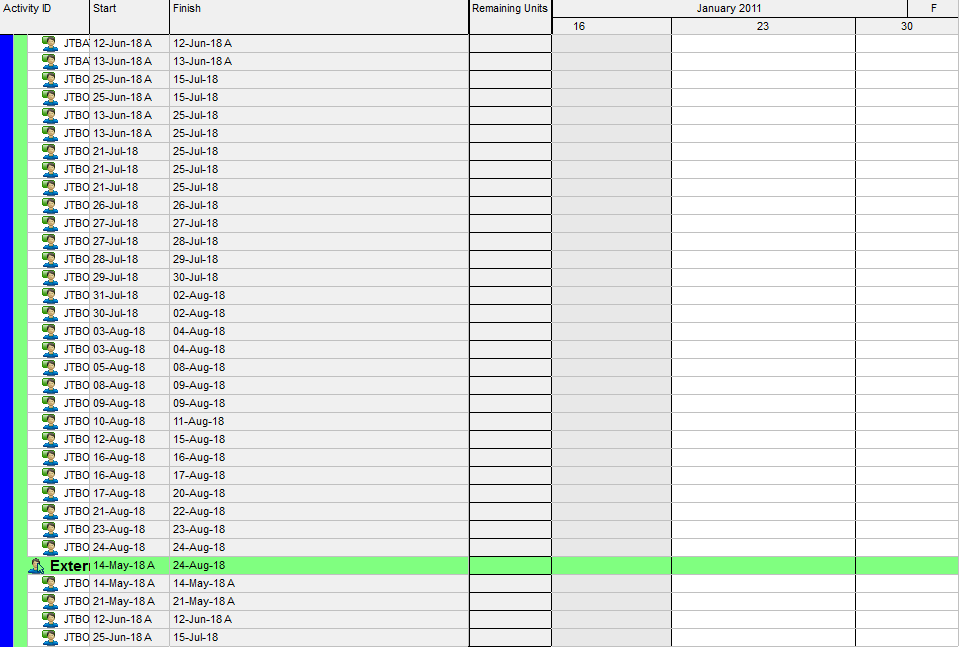 Activity ID Start Finish Remaining Units January 2011 F
16 23 30
JTBA 12-Jun-18 A 12-Jun-18 A
JTBA 13-Jun-18 A 13-Jun-18 A
JTBO 25-Jun-18 A 15-Jul-18
JTBO 25-Jun-18 A 15-Jul-18
JTBO 13-Jun-18 A 25-Jul-18
JTBO 13-Jun-18 A 25-Jul-18
JTBO 21-Jul-18 25-Jul-18
JTBO 21-Jul-18 25-Jul-18
JTBO 21-Jul-18 25-Jul-18
JTBO 26-Jul-18 26-Jul-18
JTBO 27-Jul-18 27-Jul-18
JTBO 27-Jul-18 28-Jul-18
JTBO 28-Jul-18 29-Jul-18
JTBO 29-Jul-18 30-Jul-18
JTBO 31-Jul-18 02-Aug-18
JTBO 30-Jul-18 02-Aug-18
JTBO 03-Aug-18 04-Aug-18
JTBO 03-Aug-18 04-Aug-18
JTBO 05-Aug-18 08-Aug-18
JTBO 08-Aug-18 09-Aug-18
JTBO 09-Aug-18 09-Aug-18
JTBO 10-Aug-18 11-Aug-18
JTBO 12-Aug-18 15-Aug-18
JTBO 16-Aug-18 16-Aug-18
JTBO 16-Aug-18 17-Aug-18
JTBO 17-Aug-18 20-Aug-18
JTBO 21-Aug-18 22-Aug-18
JTBO 23-Aug-18 23-Aug-18
JTBO 24-Aug-18 24-Aug-18
Exter 14-May-18 A 24-Aug-18
JTBO 14-May-18 A 14-May-18 A
JTBO 21-May-18 A 21-May-18 A
JTBO 12-Jun-18 A 12-Jun-18 A
JTBO 25-Jun-18 A 15-Jul-18